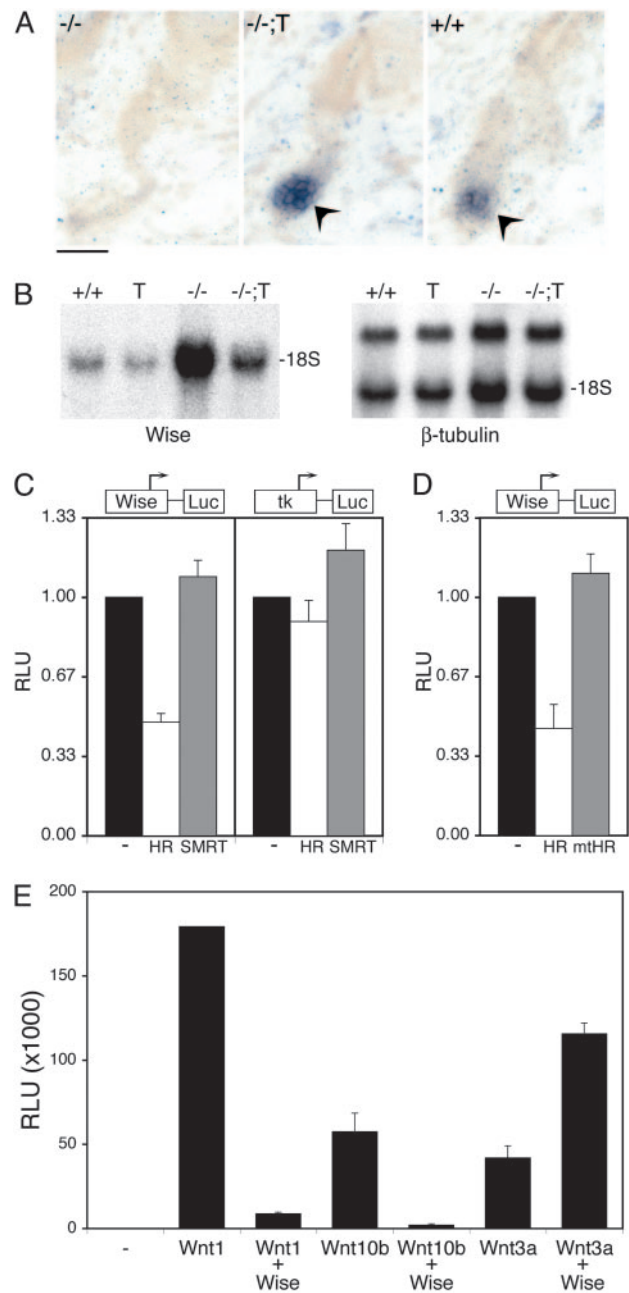 A
-/-
-/-;T
+/+
B
+/+ T -/- -/-;T
-18S
Wise
+/+ T -/- -/-;T
-18S
β-tubulin
C
Wise Luc
tk Luc
RLU
1.33
1.00
0.67
0.33
0.00
- HR SMRT
- HR SMRT
D
Wise Luc
RLU
1.33
1.00
0.67
0.33
0.00
- HR mtHR
E
RLU (x1000)
200
150
100
50
0
- Wnt1 Wnt1 + Wise Wnt10b Wnt10b + Wise Wnt3a Wnt3a + Wise